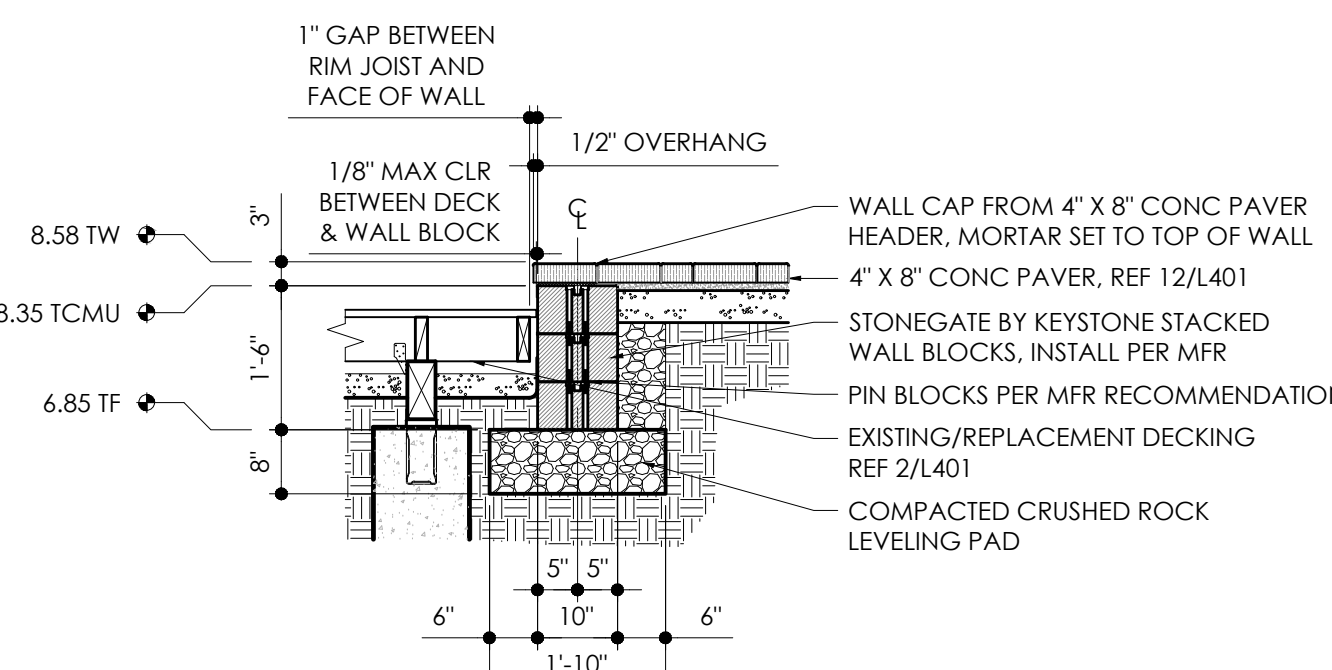 1" GAP BETWEEN
RIM JOIST AND
FACE OF WALL
1/2" OVERHANG
1/8" MAX CLR
BETWEEN DECK
& WALL BLOCK
3"
8.58 TW
8.35 TCMU
1'-6"
6.85 TF
8"
CL
WALL CAP FROM 4" X 8" CONC PAVER
HEADER, MORTAR SET TO TOP OF WALL
4" X 8" CONC PAVER, REF 12/L401
STONEGATE BY KEYSTONE STACKED
WALL BLOCKS, INSTALL PER MFR
PIN BLOCKS PER MFR RECOMMENDATION
EXISTING/REPLACEMENT DECKING
REF 2/L401
COMPACTED CRUSHED ROCK
LEVELING PAD
5" 5"
6" 10" 6"
1'-10"